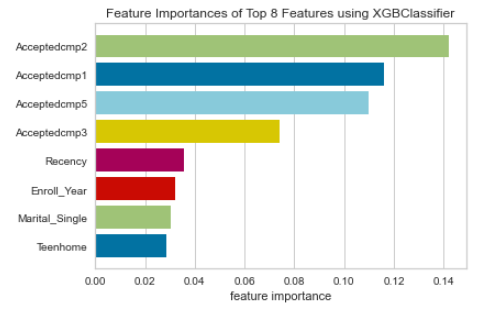 Feature Importances of Top 8 Features using XGBClassifier
Acceptedcmp2
Acceptedcmp1
Acceptedcmp5
Acceptedcmp3
Recency
Enroll_Year
Marital_Single
Teenhome
0.00 0.02 0.04 0.06 0.08 0.10 0.12 0.14
feature importance